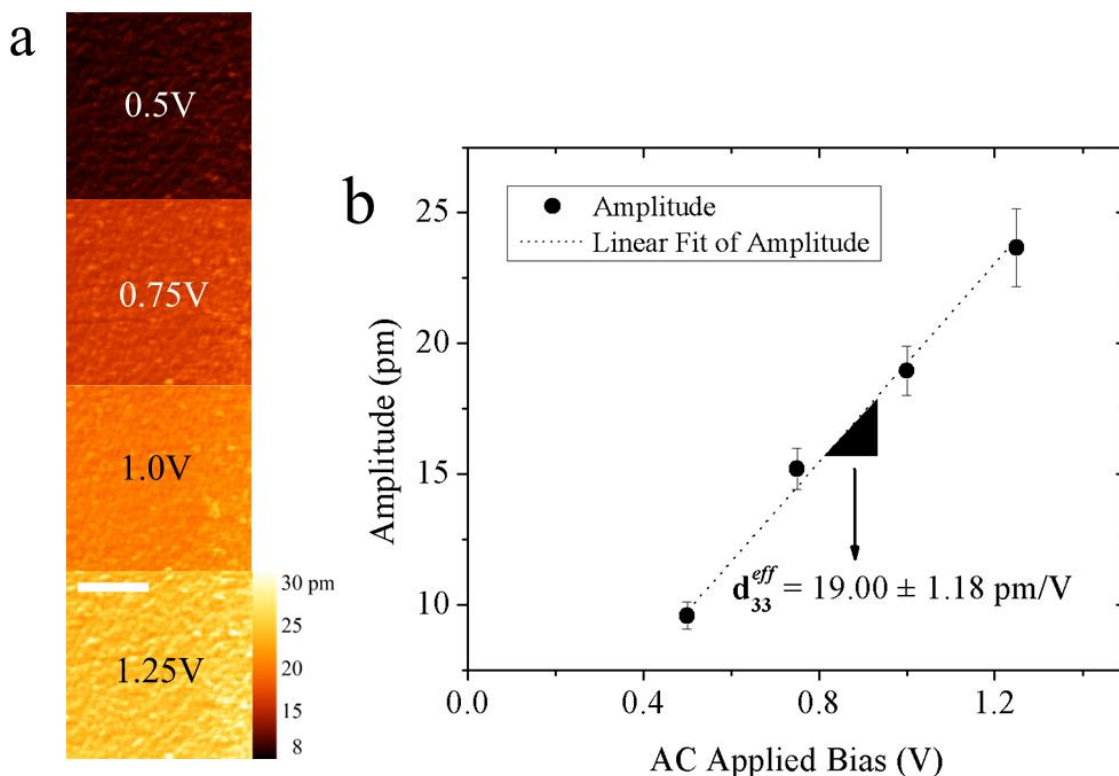 a
0.5V
0.75V
1.0V
1.25V
30 pm
25
20
15
8
b
Amplitude
Linear Fit of Amplitude
Amplitude (pm)
25
20
15
10
d₃₃ᵉᶠᶠ = 19.00 ± 1.18 pm/V
0.0 0.4 0.8 1.2
AC Applied Bias (V)